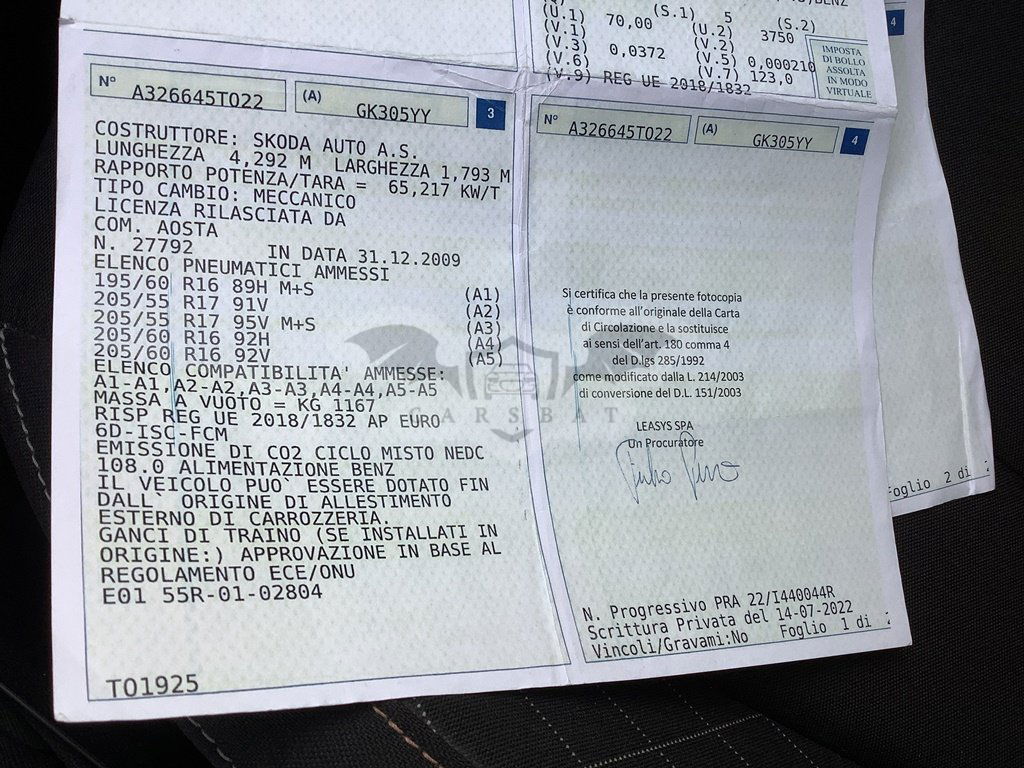 (U.1) 70,00
(S.1) 5 (S.2)
(V.1)
(U.2) 3750
(V.3) 0,0372
(V.2)
(V.6)
(V.5) 0,000210
(V.7) 123,0
(V.9) REG UE 2018/1832
IMPOSTA
DI BOLLO
ASSOLTA
IN MODO
VIRTUALE
4
N° A326645TO22 (A) GK305YY 3
COSTRUTTORE: SKODA AUTO A.S.
LUNGHEZZA 4,292 M LARGHEZZA 1,793 M
RAPPORTO POTENZA/TARA = 65,217 KW/T
TIPO CAMBIO: MECCANICO
LICENZA RILASCIATA DA
COM. AOSTA
N. 27792 IN DATA 31.12.2009
ELENCO PNEUMATICI AMMESSI
195/60 R16 89H M+S (A1)
205/55 R17 91V (A2)
205/55 R17 95V M+S (A3)
205/60 R16 92H (A4)
205/60 R16 92V (A5)
ELENCO COMPATIBILITA' AMMESSE:
A1-A1,A2-A2,A3-A3,A4-A4,A5-A5
MASSA A VUOTO = KG 1167
RISP REG UE 2018/1832 AP EURO
6D-ISC-FCM
EMISSIONE DI CO2 CICLO MISTO NEDC
108.0 ALIMENTAZIONE BENZ
IL VEICOLO PUO` ESSERE DOTATO FIN
DALL` ORIGINE DI ALLESTIMENTO
ESTERNO DI CARROZZERIA.
GANCI DI TRAINO (SE INSTALLATI IN
ORIGINE:) APPROVAZIONE IN BASE AL
REGOLAMENTO ECE/ONU
E01 55R-01-02804
TO1925
N° A326645TO22 (A) GK305YY 4
Si certifica che la presente fotocopia
è conforme all'originale della Carta
di Circolazione e la sostituisce
ai sensi dell'art. 180 comma 4
del D.lgs 285/1992
come modificato dalla L. 214/2003
di conversione del D.L. 151/2003
LEASYS SPA
Un Procuratore
N. Progressivo PRA 22/I440044R
Scrittura Privata del 14-07-2022
Vincoli/Gravami:No Foglio 1 di
Foglio 2 di
CARSBAT